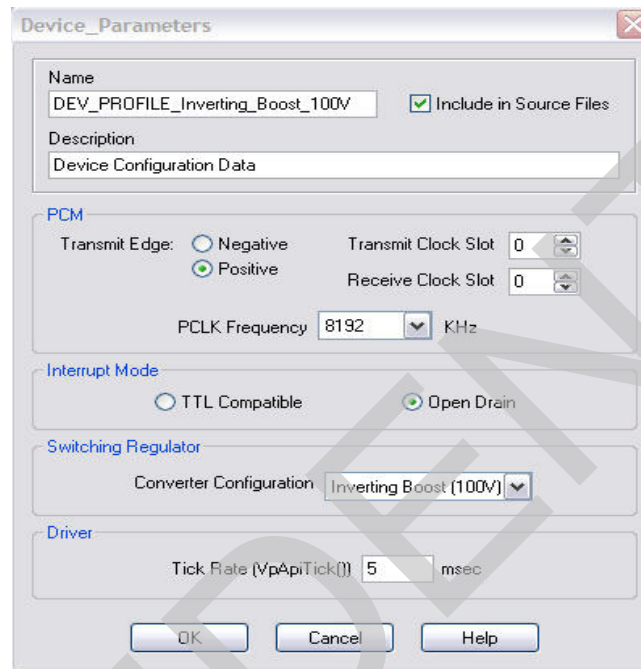 Device_Parameters
Name
DEV_PROFILE_Inverting_Boost_100V
Include in Source Files
Description
Device Configuration Data
PCM
Transmit Edge: Negative Transmit Clock Slot 0
Positive
Receive Clock Slot 0
PCLK Frequency 8192 KHz
Interrupt Mode
TTL Compatible Open Drain
Switching Regulator
Converter Configuration Inverting Boost (100V)
Driver
Tick Rate (VpApiTick()) 5 msec
OK Cancel Help